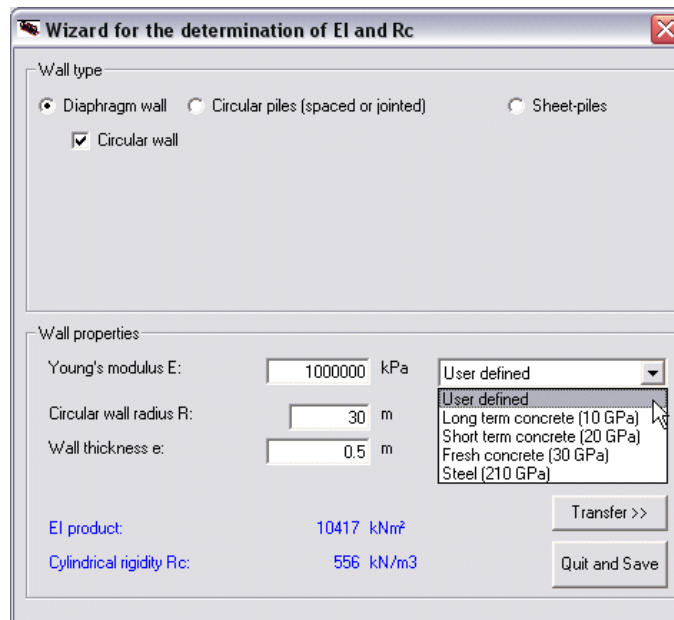 Wizard for the determination of EI and Rc
Wall type
Diaphragm wall Circular piles (spaced or jointed) Sheet-piles
Circular wall
Wall properties
Young's modulus E: 1000000 kPa User defined
User defined
Long term concrete (10 GPa)
Circular wall radius R: 30 m
Short term concrete (20 GPa)
Wall thickness e: 0.5 m
Fresh concrete (30 GPa)
Steel (210 GPa)
Transfer >>
EI product: 10417 kNm²
Cylindrical rigidity Rc: 556 kN/m3
Quit and Save